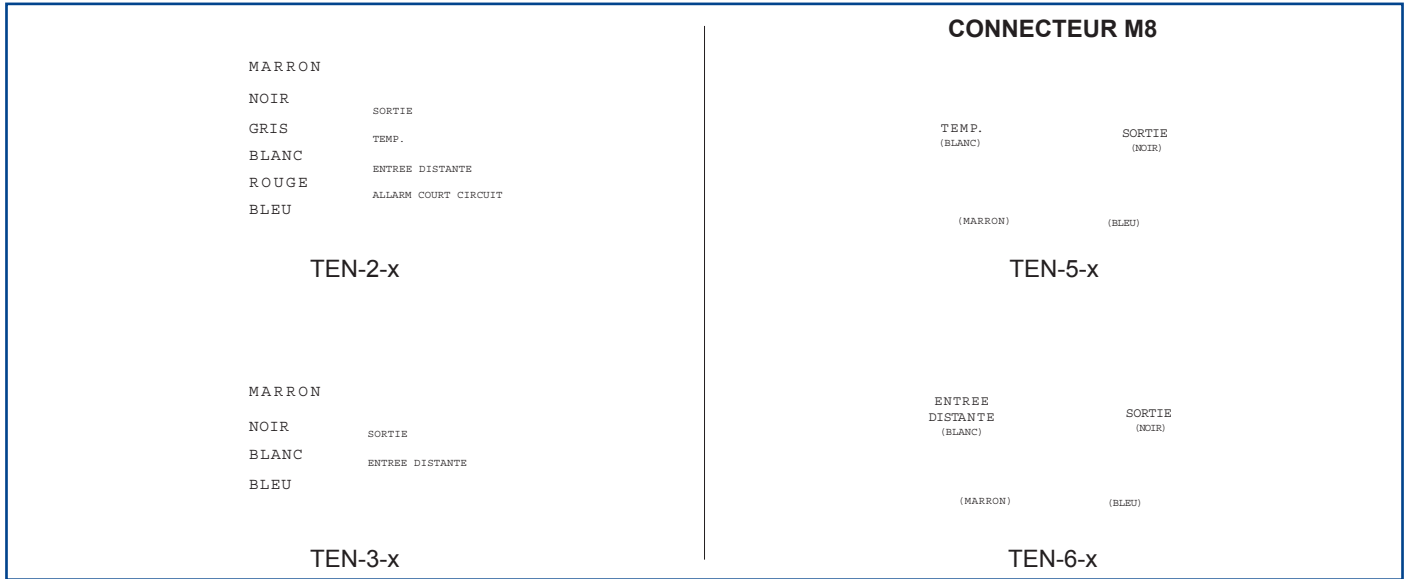 MARRON
NOIR
SORTIE
GRIS
TEMP.
BLANC
ENTREE DISTANTE
ROUGE
ALLARM COURT CIRCUIT
BLEU
TEN-2-x
MARRON
NOIR
SORTIE
BLANC
ENTREE DISTANTE
BLEU
TEN-3-x
CONNECTEUR M8
TEMP.
(BLANC)
SORTIE
(NOIR)
(MARRON)
(BLEU)
TEN-5-x
ENTREE
DISTANTE
(BLANC)
SORTIE
(NOIR)
(MARRON)
(BLEU)
TEN-6-x